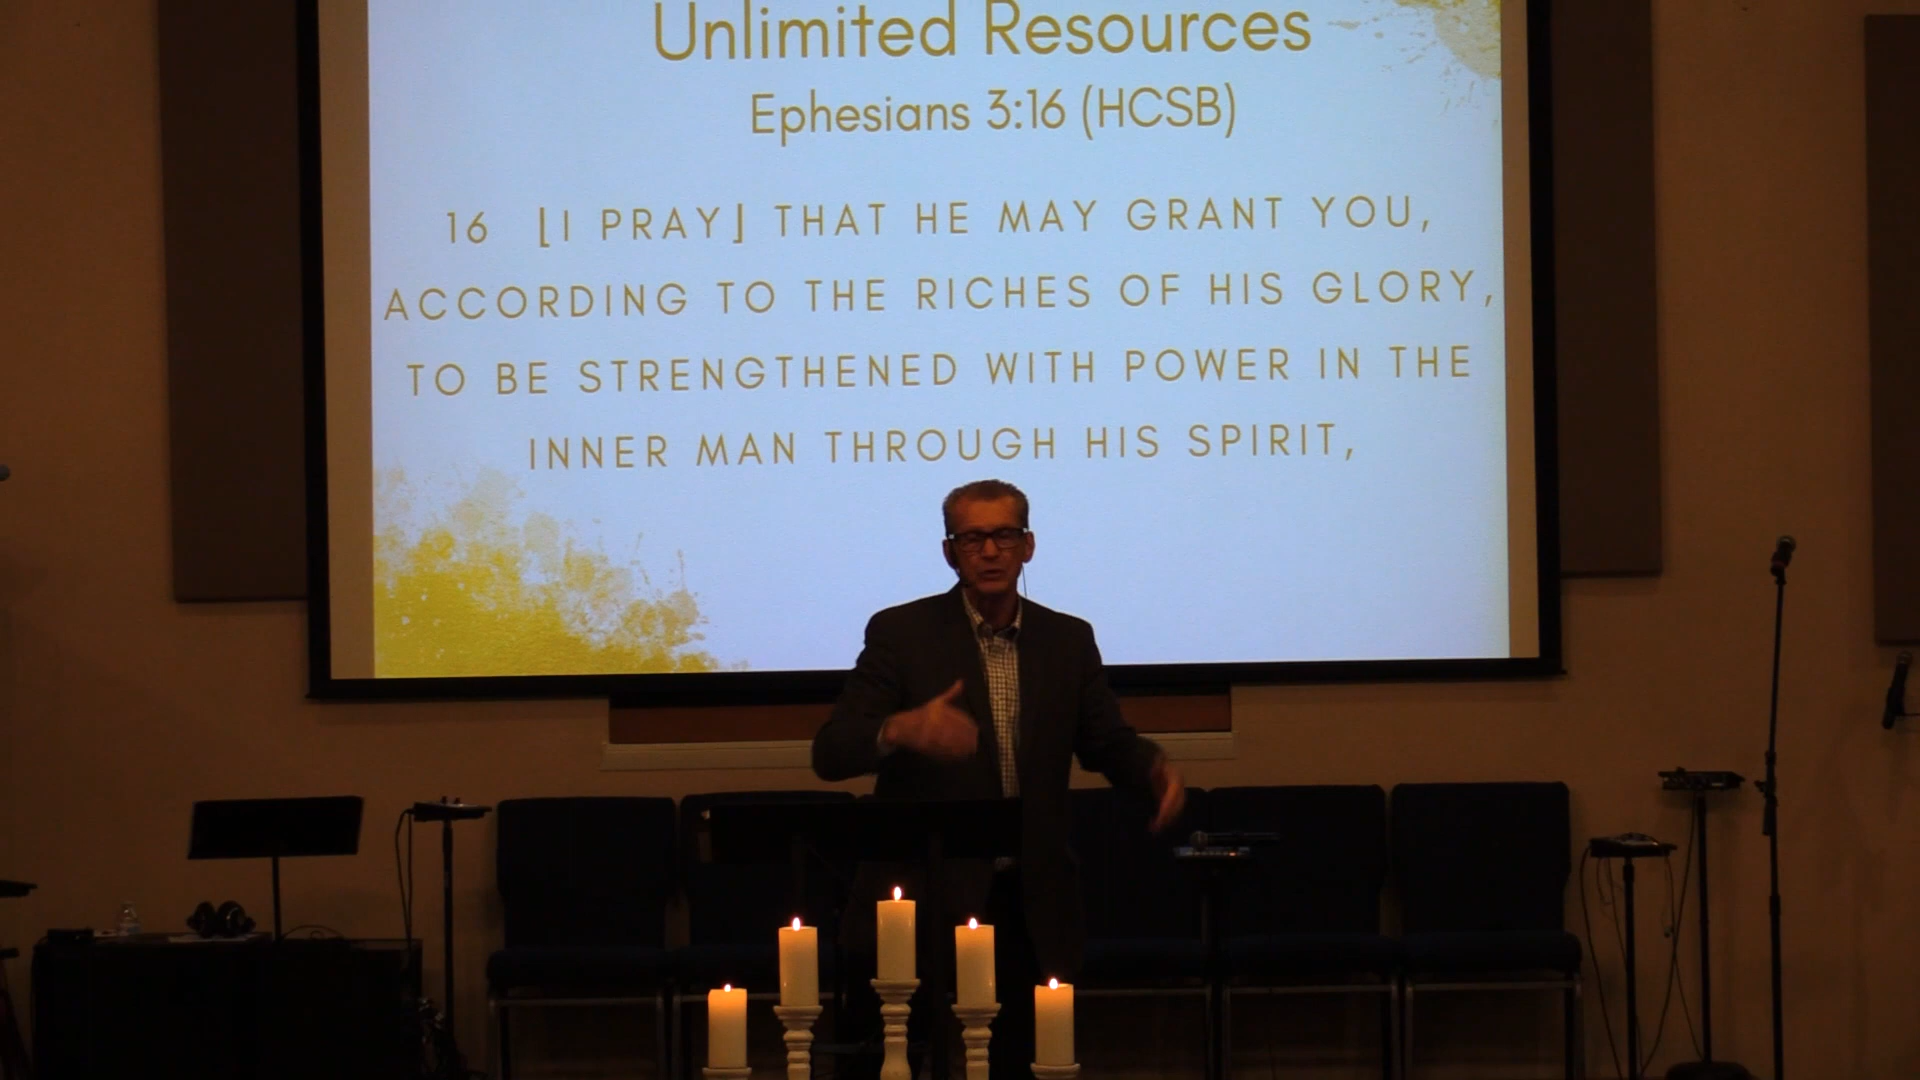 Unlimited Resources
Ephesians 3:16 (HCSB)
16 ⌊I PRAY⌋ THAT HE MAY GRANT YOU,
ACCORDING TO THE RICHES OF HIS GLORY,
TO BE STRENGTHENED WITH POWER IN THE
INNER MAN THROUGH HIS SPIRIT,